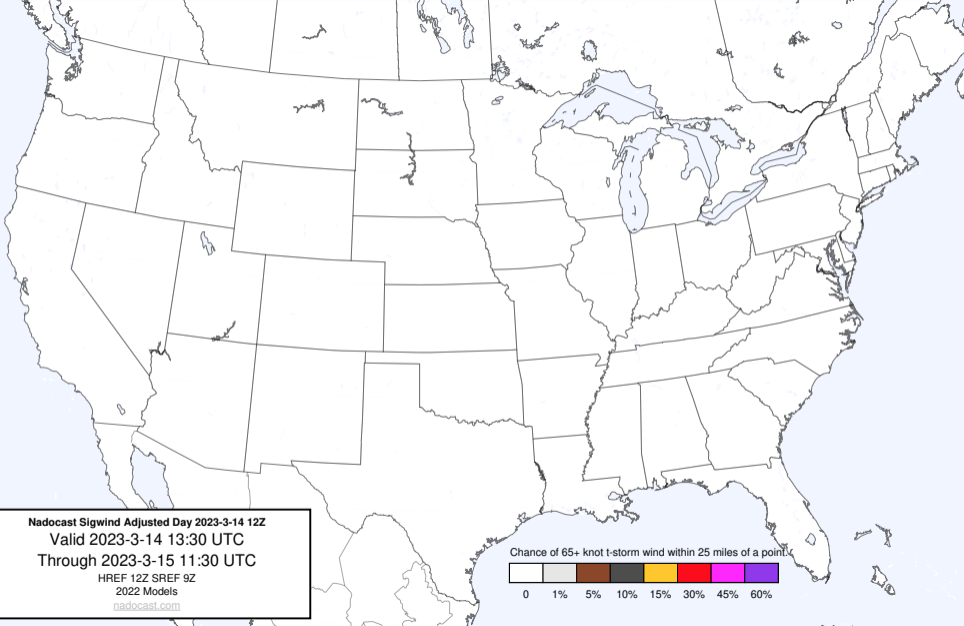 Nadocast Sigwind Adjusted Day 2023-3-14 12Z
Valid 2023-3-14 13:30 UTC
Through 2023-3-15 11:30 UTC
HREF 12Z SREF 9Z
2022 Models
nadocast.com
Chance of 65+ knot t-storm wind within 25 miles of a point.
0 1% 5% 10% 15% 30% 45% 60%